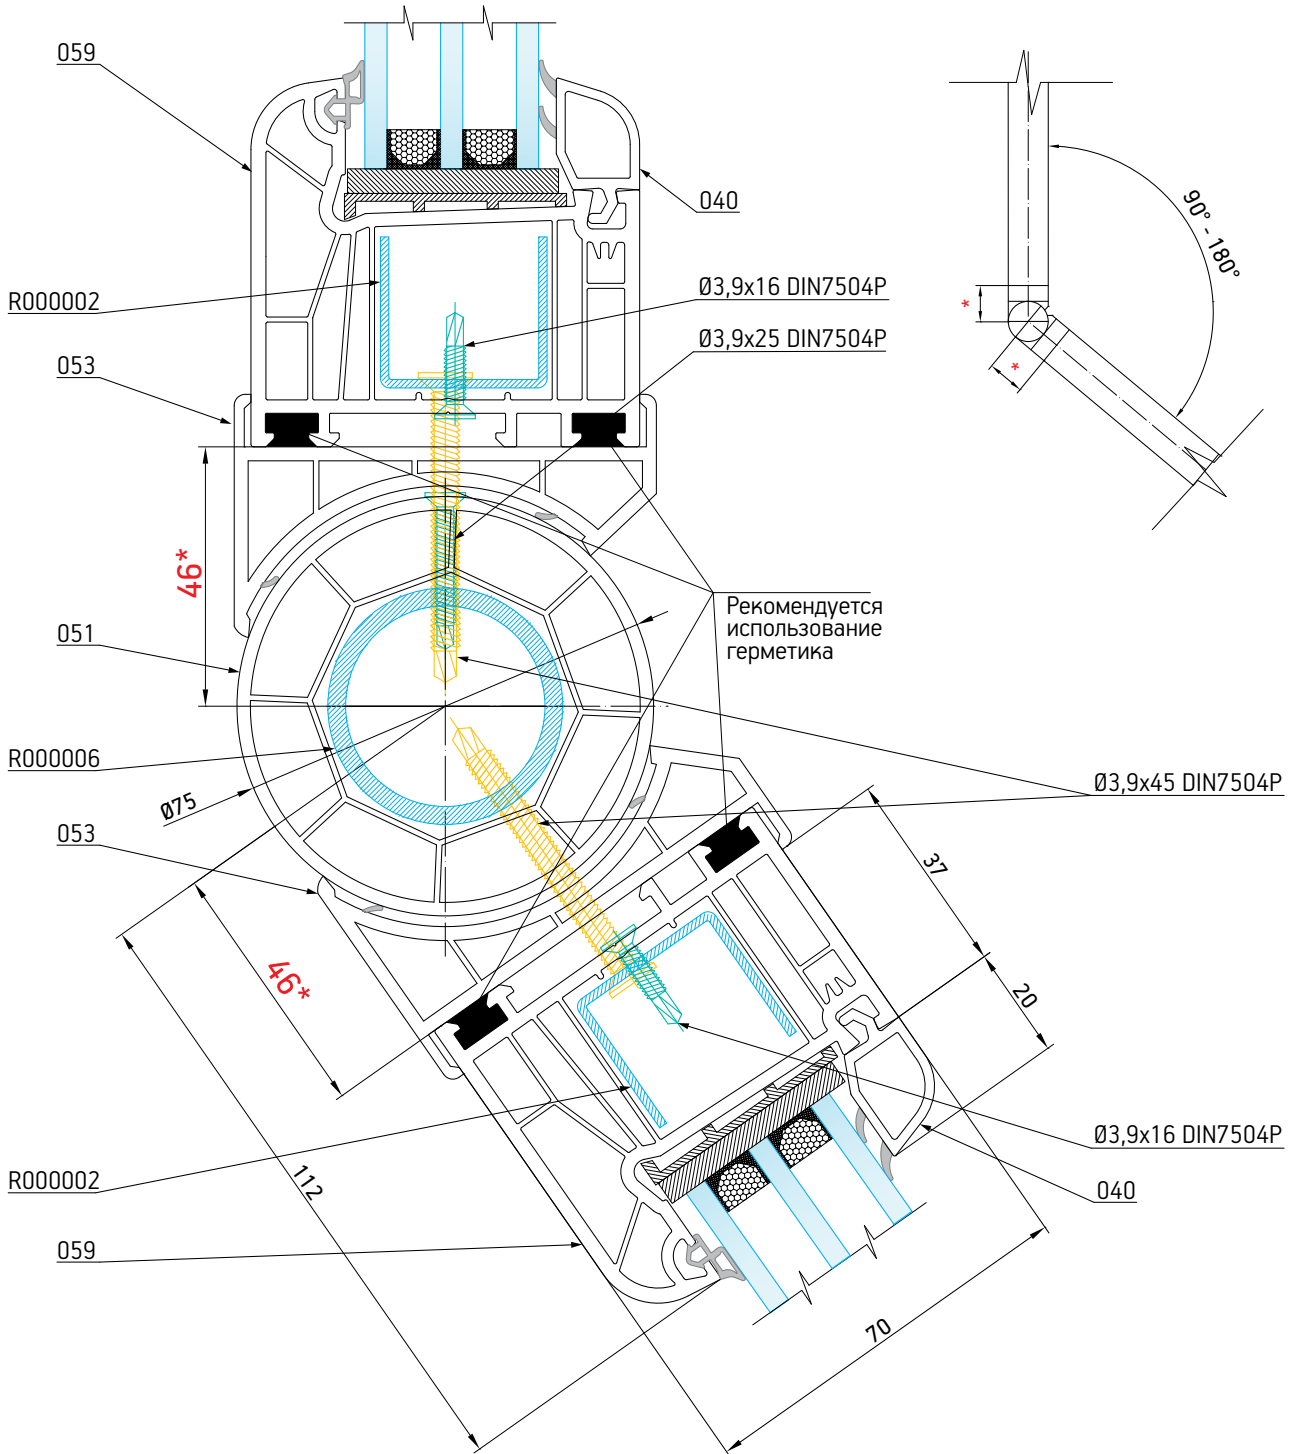 059
040
R000002
Ø3,9x16 DIN7504P
Ø3,9x25 DIN7504P
053
90° - 180°
*
*
46*
051
Рекомендуется
использование
герметика
R000006
Ø75
Ø3,9x45 DIN7504P
053
37
20
46*
112
Ø3,9x16 DIN7504P
R000002
040
059
70